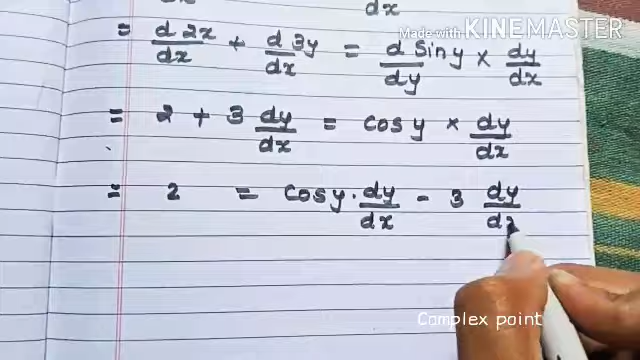 dx
Made with KINEMASTER
= d 2x/dx + d 3y/dx = d Sin y/dy × dy/dx
= 2 + 3 dy/dx = cos y × dy/dx
= 2 = cos y · dy/dx - 3 dy/dx
Complex point